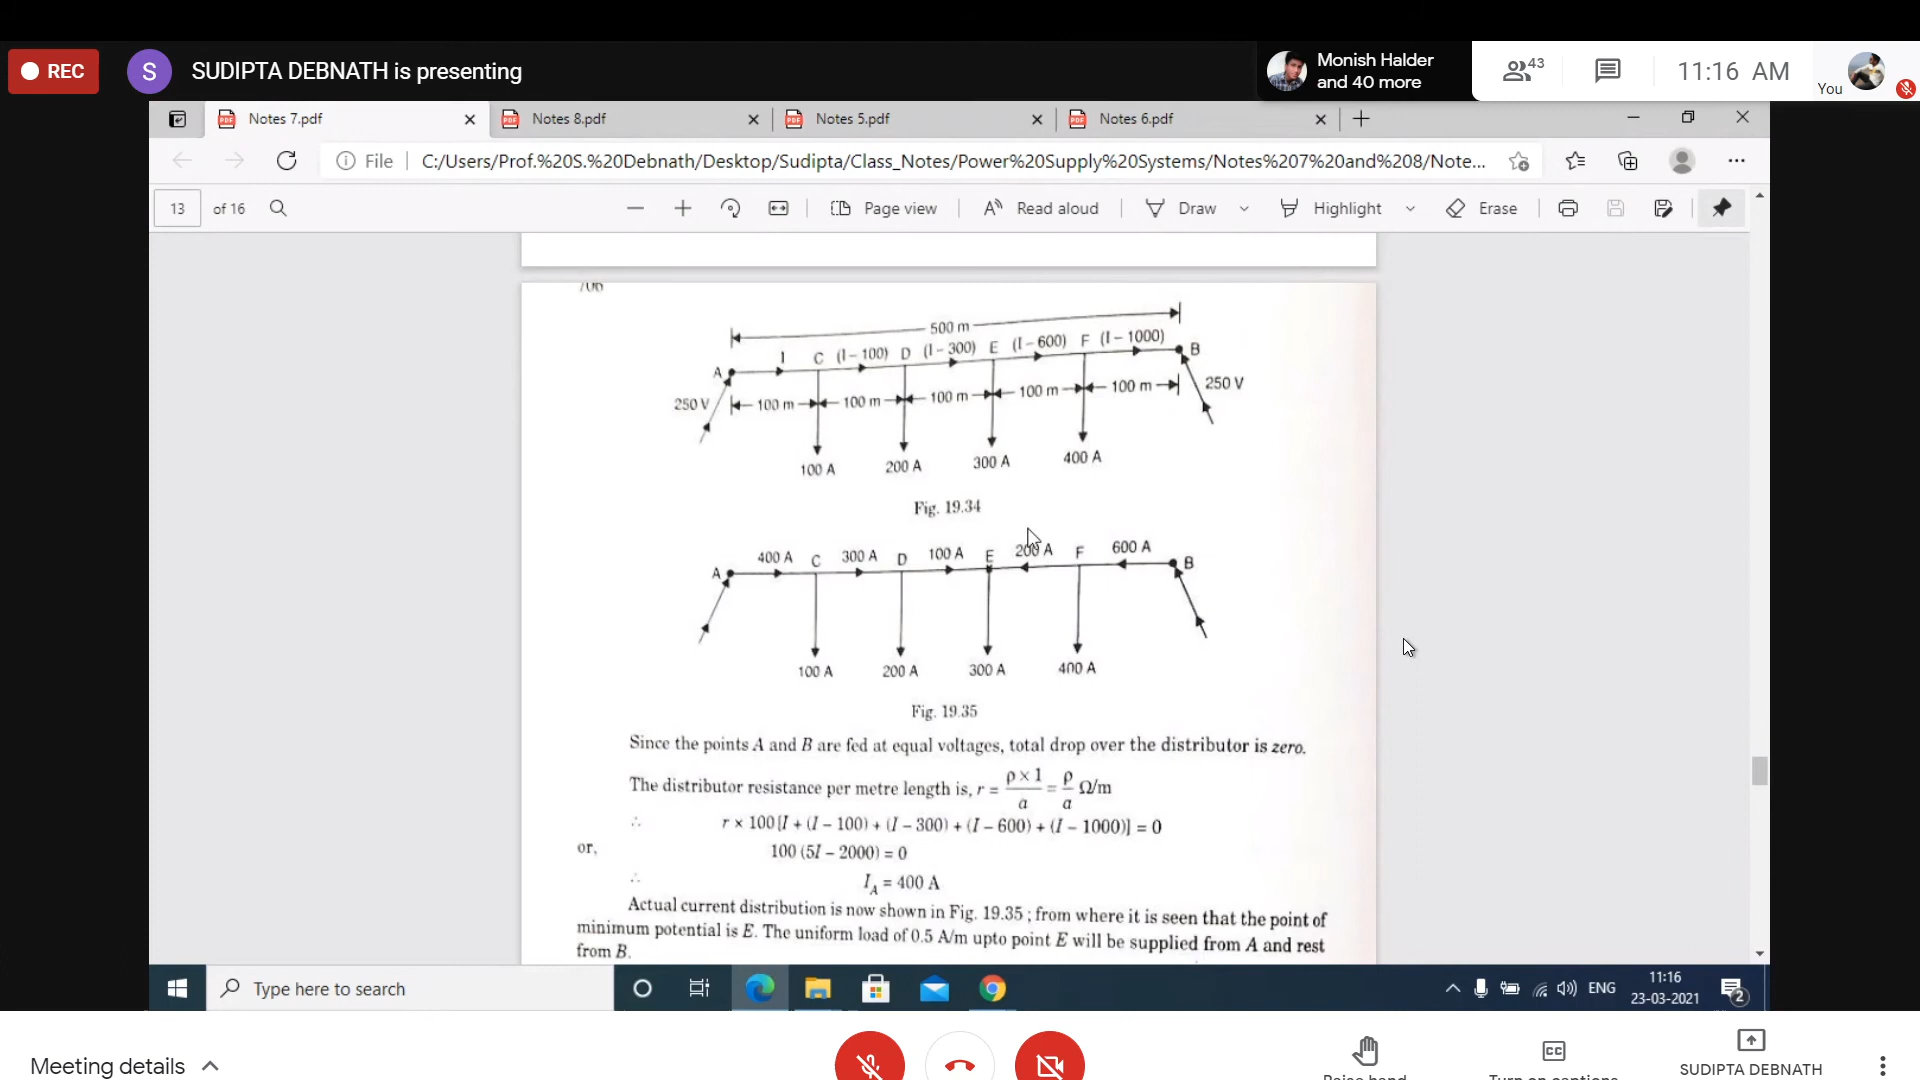 REC
S
SUDIPTA DEBNATH is presenting
Monish Halder
and 40 more
43
11:16 AM
You
Notes 7.pdf
Notes 8.pdf
Notes 5.pdf
Notes 6.pdf
File
C:/Users/Prof.%20S.%20Debnath/Desktop/Sudipta/Class_Notes/Power%20Supply%20Systems/Notes%207%20and%208/Note...
13 of 16
Page view
Read aloud
Draw
Highlight
Erase
706
500 m
A I C (I – 100) D (I – 300) E (I – 600) F (I – 1000) B
250 V 100 m 100 m 100 m 100 m 100 m 250 V
100 A 200 A 300 A 400 A
Fig. 19.34
A 400 A C 300 A D 100 A E 200 A F 600 A B
100 A 200 A 300 A 400 A
Fig. 19.35
Since the points A and B are fed at equal voltages, total drop over the distributor is zero.
The distributor resistance per metre length is, r = ρ × 1 / a = ρ / a Ω/m
∴ r × 100 [I + (I – 100) + (I – 300) + (I – 600) + (I – 1000)] = 0
or, 100 (5I – 2000) = 0
∴ I_A = 400 A
Actual current distribution is now shown in Fig. 19.35 ; from where it is seen that the point of
minimum potential is E. The uniform load of 0.5 A/m upto point E will be supplied from A and rest
from B.
Type here to search
ENG
11:16
23-03-2021
2
Meeting details
Raise hand
Turn on captions
SUDIPTA DEBNATH